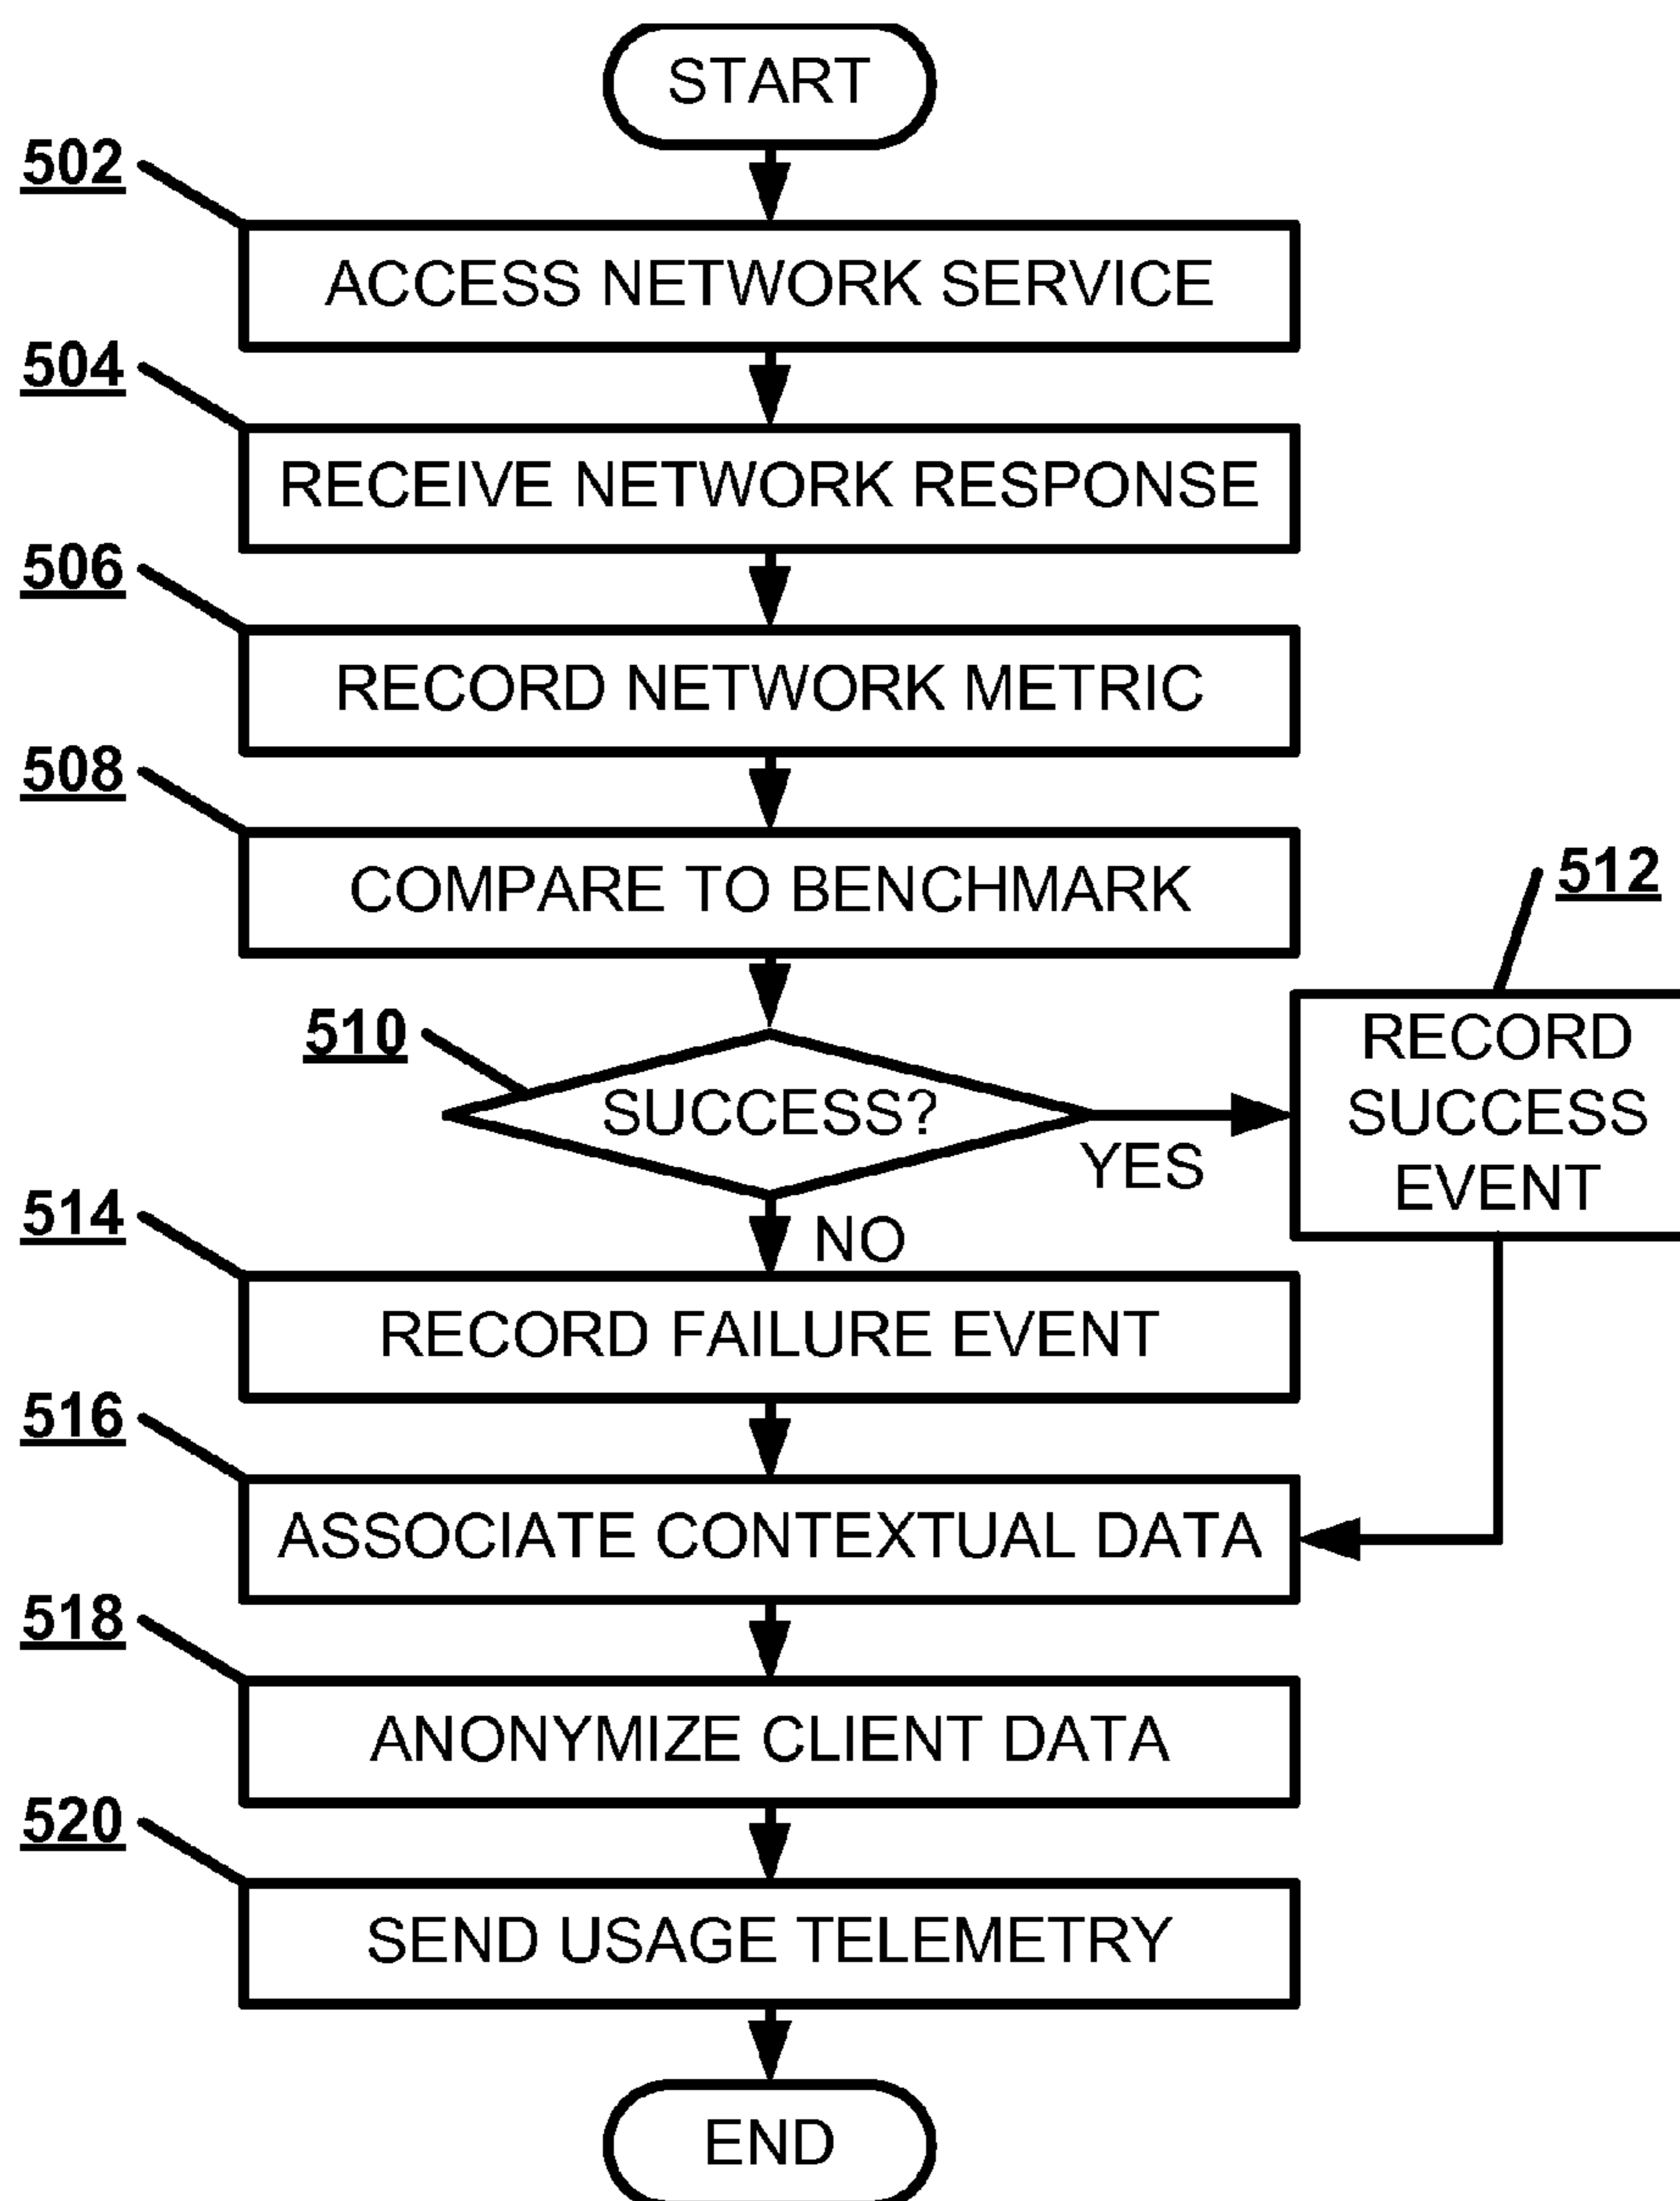 START
502
ACCESS NETWORK SERVICE
504
RECEIVE NETWORK RESPONSE
506
RECORD NETWORK METRIC
508
COMPARE TO BENCHMARK
510
SUCCESS?
YES
512
RECORD
SUCCESS
EVENT
NO
514
RECORD FAILURE EVENT
516
ASSOCIATE CONTEXTUAL DATA
518
ANONYMIZE CLIENT DATA
520
SEND USAGE TELEMETRY
END